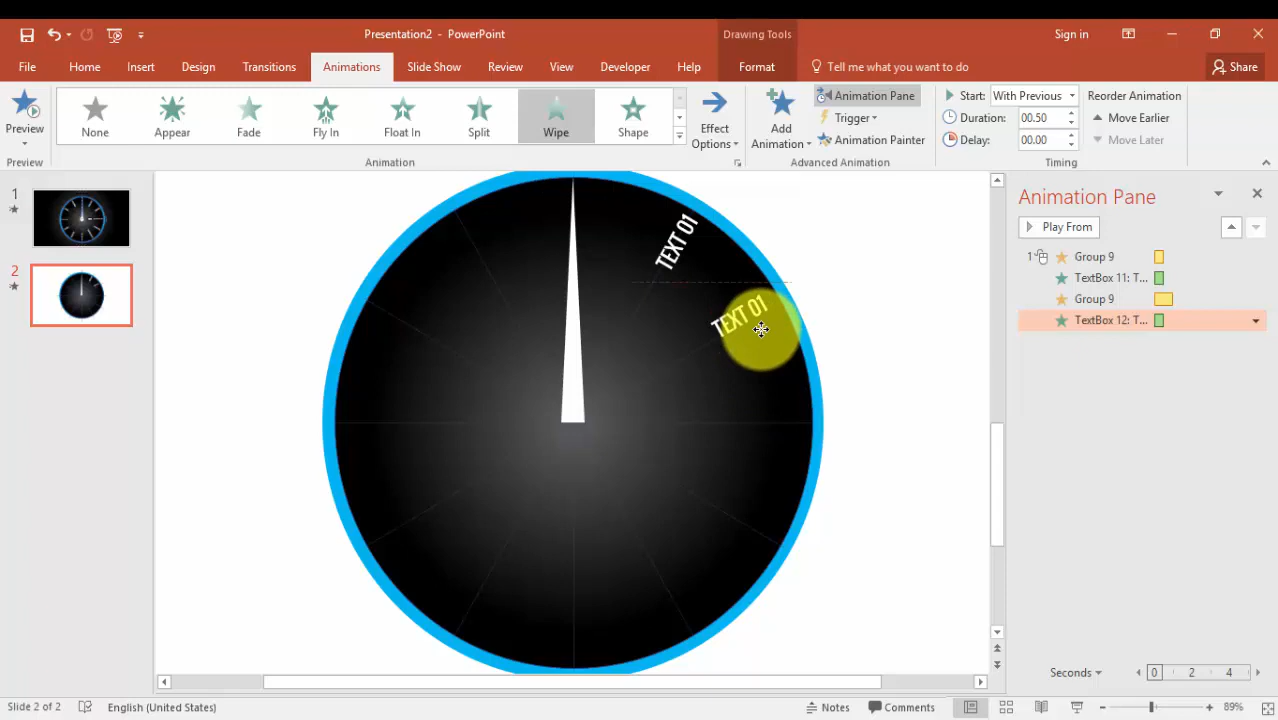 Presentation2 - PowerPoint
Drawing Tools
Sign in
File
Home
Insert
Design
Transitions
Animations
Slide Show
Review
View
Developer
Help
Format
Tell me what you want to do
Share
Preview
None
Appear
Fade
Fly In
Float In
Split
Wipe
Shape
Effect
Options
Add
Animation
Animation Pane
Trigger
Animation Painter
Start: With Previous
Duration: 00.50
Delay: 00.00
Reorder Animation
Move Earlier
Move Later
Preview
Animation
Advanced Animation
Timing
1
2
TEXT 01
TEXT 01
Animation Pane
Play From
1 Group 9
TextBox 11: T...
Group 9
TextBox 12: T...
Seconds 0 2 4
Slide 2 of 2
English (United States)
Notes
Comments
89%